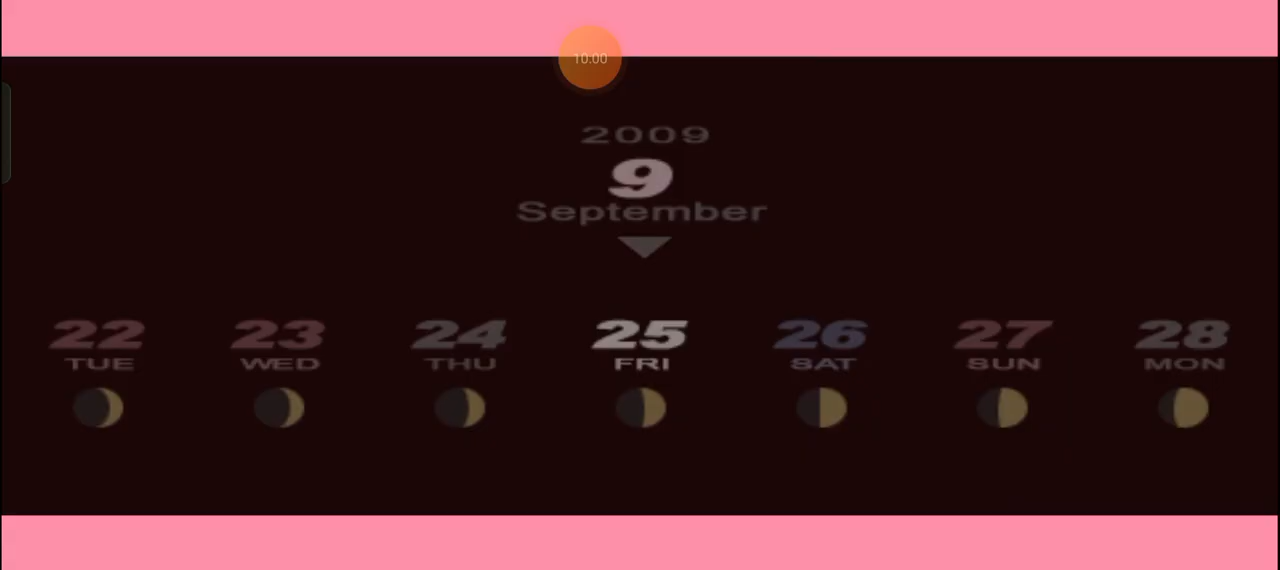 10:00
2009
9
September
22 23 24 25 26 27 28
TUE WED THU FRI SAT SUN MON